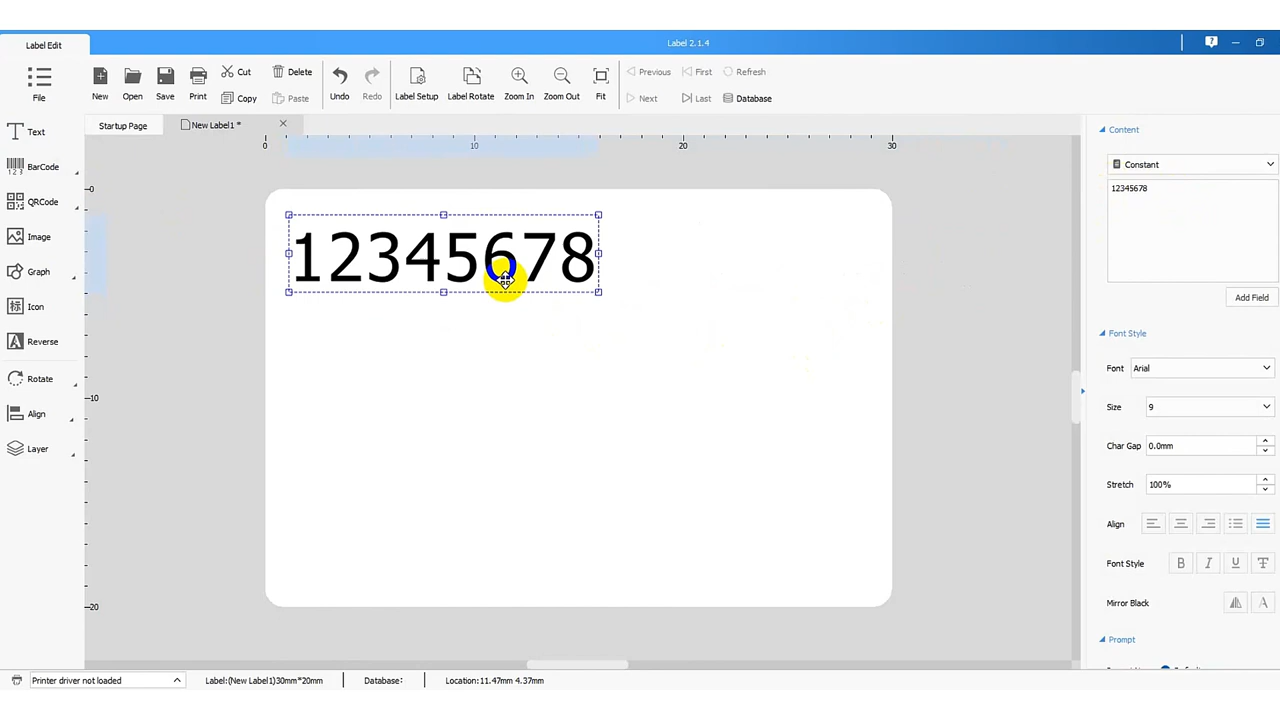 Label Edit
Label 2.1.4
File
New
Open
Save
Print
Cut
Copy
Delete
Paste
Undo
Redo
Label Setup
Label Rotate
Zoom In
Zoom Out
Fit
Previous
First
Refresh
Next
Last
Database
Startup Page
New Label1 *
0
10
20
30
Text
BarCode
QRCode
Image
Graph
Icon
Reverse
Rotate
Align
Layer
0
10
20
12345678
Content
Constant
12345678
Add Field
Font Style
Font Arial
Size 9
Char Gap 0.0mm
Stretch 100%
Align
Font Style B I U T
Mirror Black A
Prompt
Printer driver not loaded
Label:(New Label1)30mm*20mm
Database:
Location:11.47mm 4.37mm